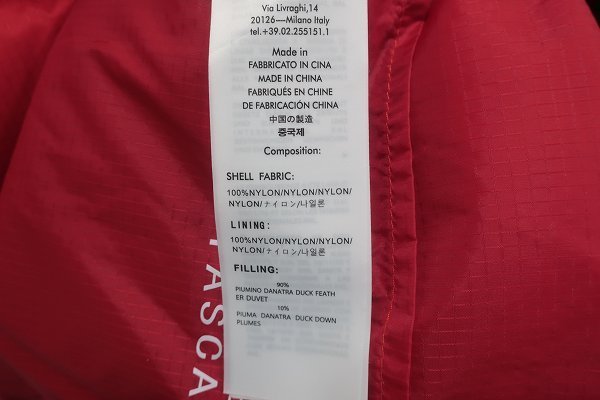 Via Livraghi,14
20126—Milano Italy
tel.+39.02.255151.1
Made in
FABBRICATO IN CINA
MADE IN CHINA
FABRIQUÉS EN CHINE
DE FABRICACIÓN CHINA
中国の製造
중국제
Composition:
SHELL FABRIC:
100%NYLON/NYLON/NYLON/
NYLON/ナイロン/나일론
LINING:
100%NYLON/NYLON/NYLON/
NYLON/ナイロン/나일론
FILLING:
90%
PIUMINO DANATRA DUCK FEATH
ER DUVET
10%
PIUMA DANATRA DUCK DOWN
PLUMES
TASCA